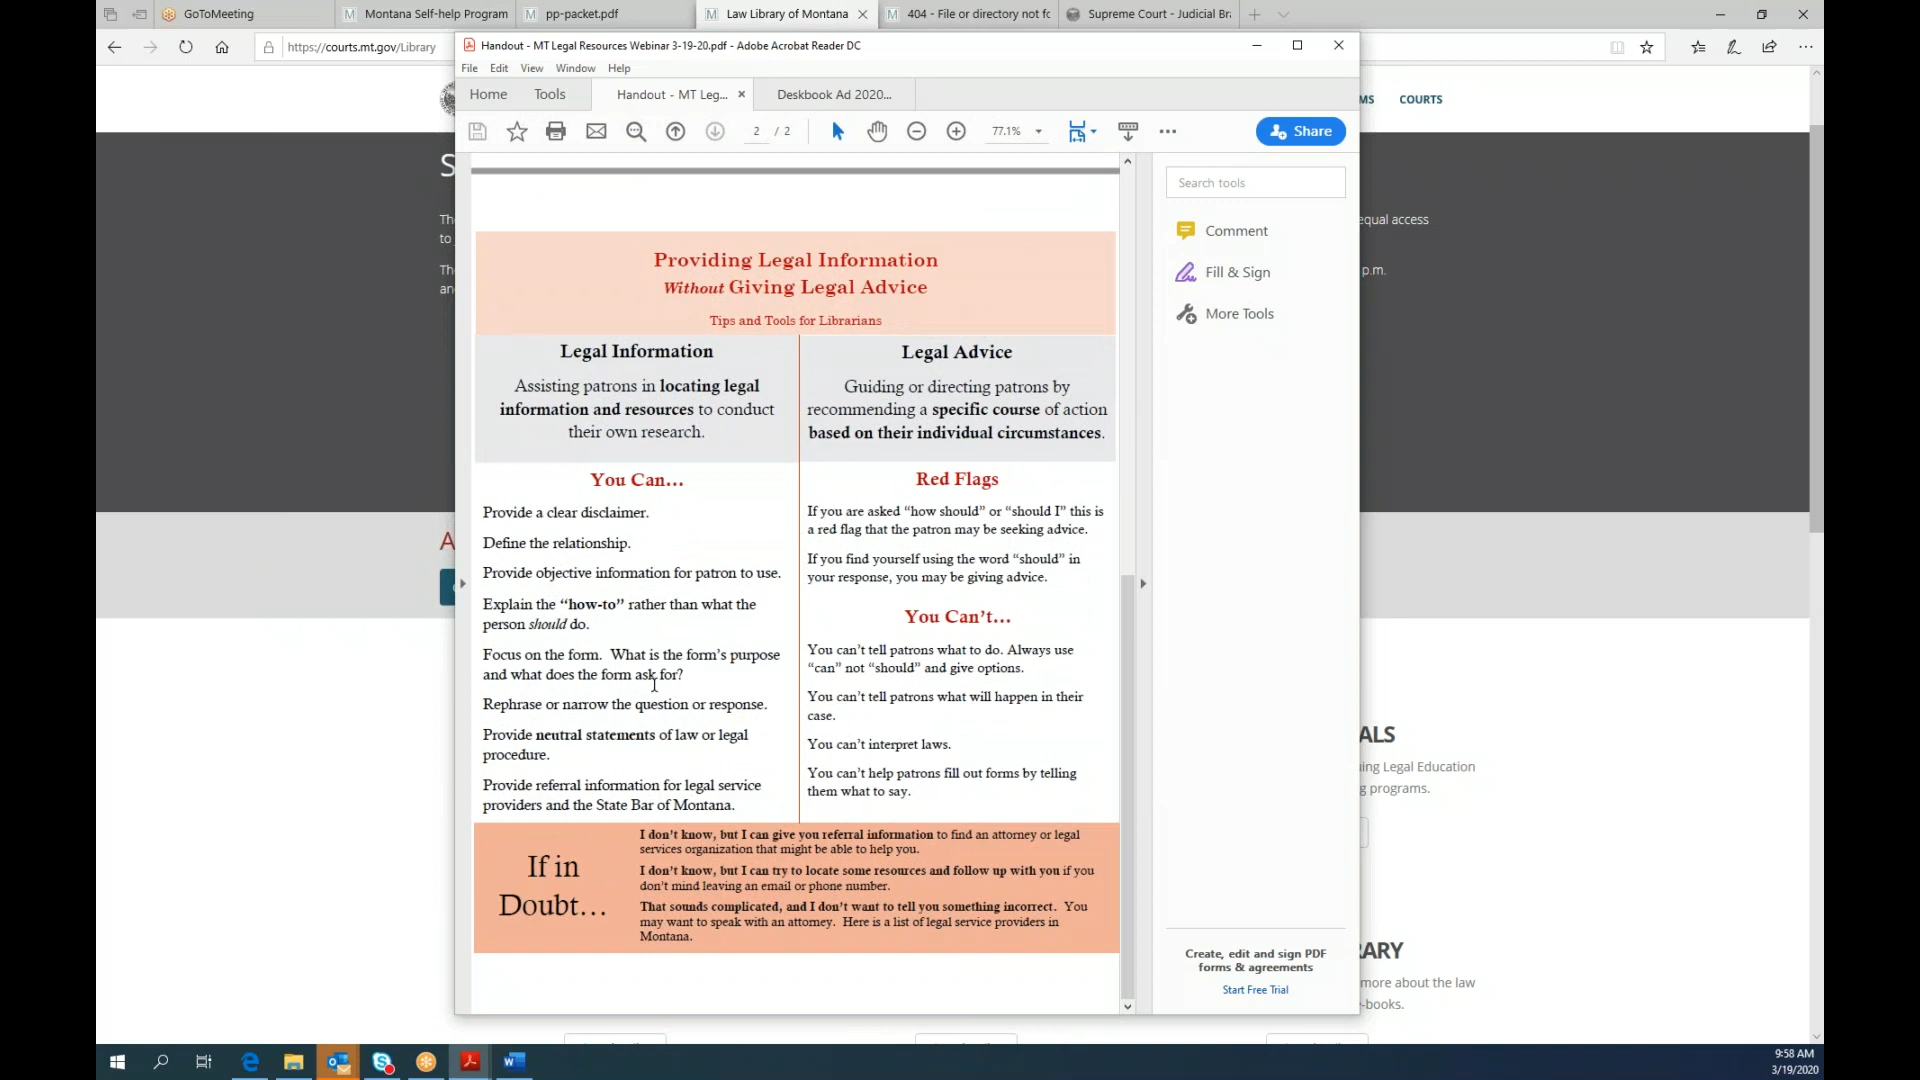 GoToMeeting
Montana Self-help Program
pp-packet.pdf
Law Library of Montana
404 - File or directory not fo
Supreme Court - Judicial Br
https://courts.mt.gov/Library
Handout - MT Legal Resources Webinar 3-19-20.pdf - Adobe Acrobat Reader DC
File Edit View Window Help
Home Tools Handout - MT Leg... Deskbook Ad 2020...
2 / 2
77.1%
Share
MS COURTS
S
The
to
equal access
The
and
p.m.
A
Search tools
Comment
Fill & Sign
More Tools
Providing Legal Information
Without Giving Legal Advice
Tips and Tools for Librarians
Legal Information
Assisting patrons in locating legal
information and resources to conduct
their own research.
You Can...
Provide a clear disclaimer.
Define the relationship.
Provide objective information for patron to use.
Explain the “how-to” rather than what the
person should do.
Focus on the form.  What is the form’s purpose
and what does the form ask for?
Rephrase or narrow the question or response.
Provide neutral statements of law or legal
procedure.
Provide referral information for legal service
providers and the State Bar of Montana.
Legal Advice
Guiding or directing patrons by
recommending a specific course of action
based on their individual circumstances.
Red Flags
If you are asked “how should” or “should I” this is
a red flag that the patron may be seeking advice.
If you find yourself using the word “should” in
your response, you may be giving advice.
You Can’t...
You can’t tell patrons what to do. Always use
“can” not “should” and give options.
You can’t tell patrons what will happen in their
case.
You can’t interpret laws.
You can’t help patrons fill out forms by telling
them what to say.
If in
Doubt...
I don’t know, but I can give you referral information to find an attorney or legal
services organization that might be able to help you.
I don’t know, but I can try to locate some resources and follow up with you if you
don’t mind leaving an email or phone number.
That sounds complicated, and I don’t want to tell you something incorrect.  You
may want to speak with an attorney.  Here is a list of legal service providers in
Montana.
Create, edit and sign PDF
forms & agreements
Start Free Trial
ALS
uing Legal Education
g programs.
RARY
more about the law
e-books.
9:58 AM
3/19/2020